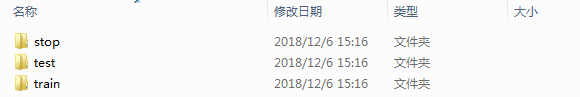 名称 修改日期 类型 大小
stop 2018/12/6 15:16 文件夹
test 2018/12/6 15:16 文件夹
train 2018/12/6 15:16 文件夹